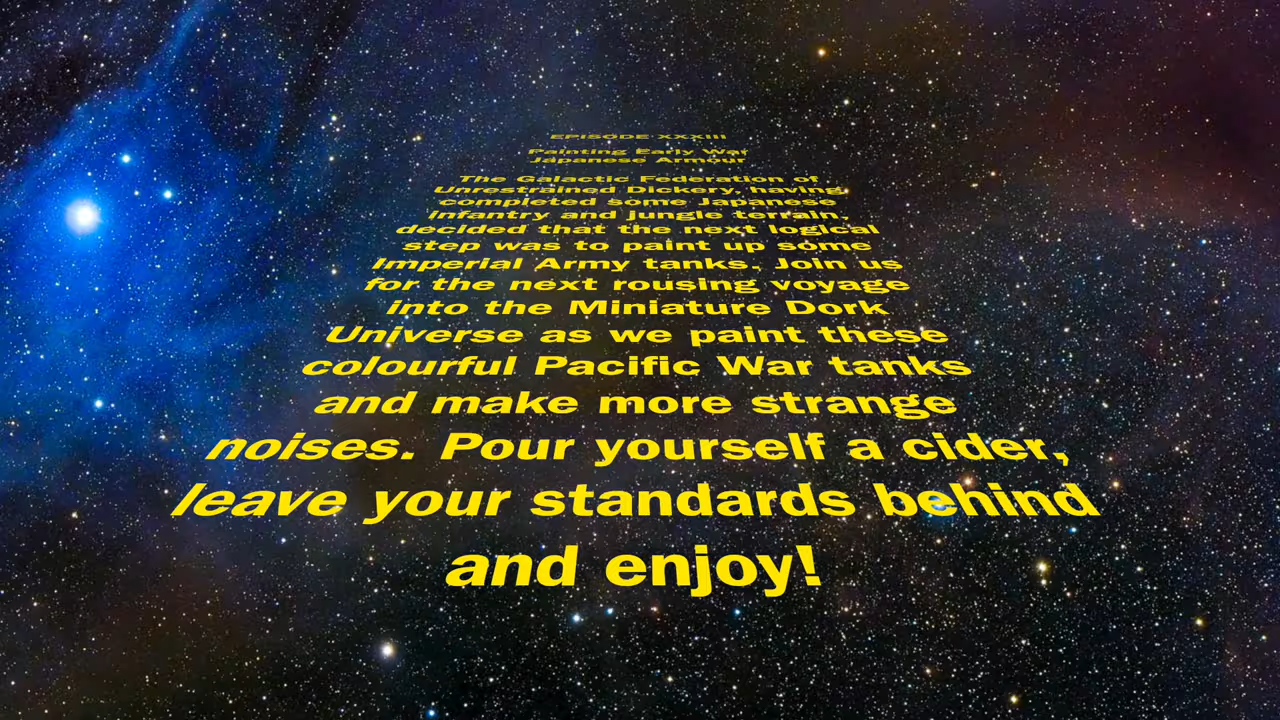 EPISODE XXXIII
Painting Early War
Japanese Armour
The Galactic Federation of
Unrestrained Dickery, having
completed some Japanese
infantry and jungle terrain,
decided that the next logical
step was to paint up some
Imperial Army tanks. Join us
for the next rousing voyage
into the Miniature Dork
Universe as we paint these
colourful Pacific War tanks
and make more strange
noises. Pour yourself a cider,
leave your standards behind
and enjoy!